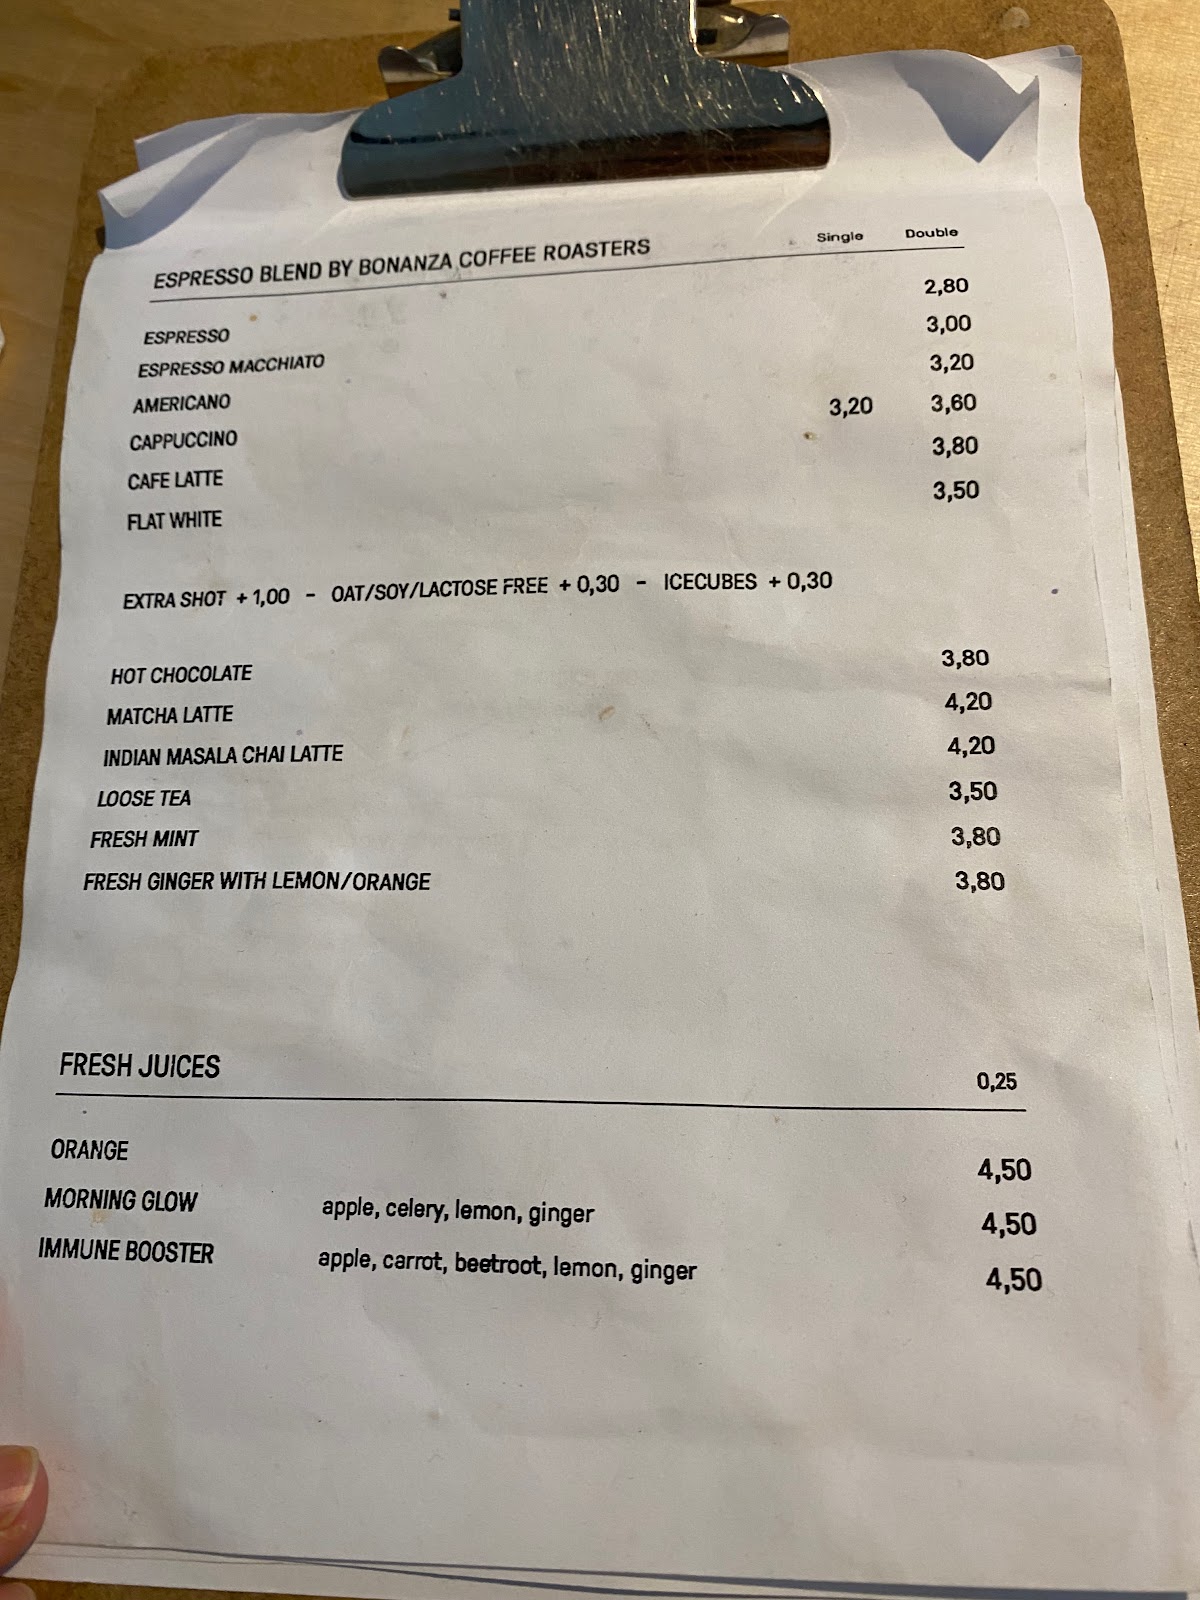 Single Double
ESPRESSO BLEND BY BONANZA COFFEE ROASTERS
ESPRESSO 2,80
ESPRESSO MACCHIATO 3,00
AMERICANO 3,20
CAPPUCCINO 3,20 3,60
CAFE LATTE 3,80
FLAT WHITE 3,50
EXTRA SHOT + 1,00 - OAT/SOY/LACTOSE FREE + 0,30 - ICECUBES + 0,30
HOT CHOCOLATE 3,80
MATCHA LATTE 4,20
INDIAN MASALA CHAI LATTE 4,20
LOOSE TEA 3,50
FRESH MINT 3,80
FRESH GINGER WITH LEMON/ORANGE 3,80
FRESH JUICES 0,25
ORANGE 4,50
MORNING GLOW apple, celery, lemon, ginger 4,50
IMMUNE BOOSTER apple, carrot, beetroot, lemon, ginger 4,50